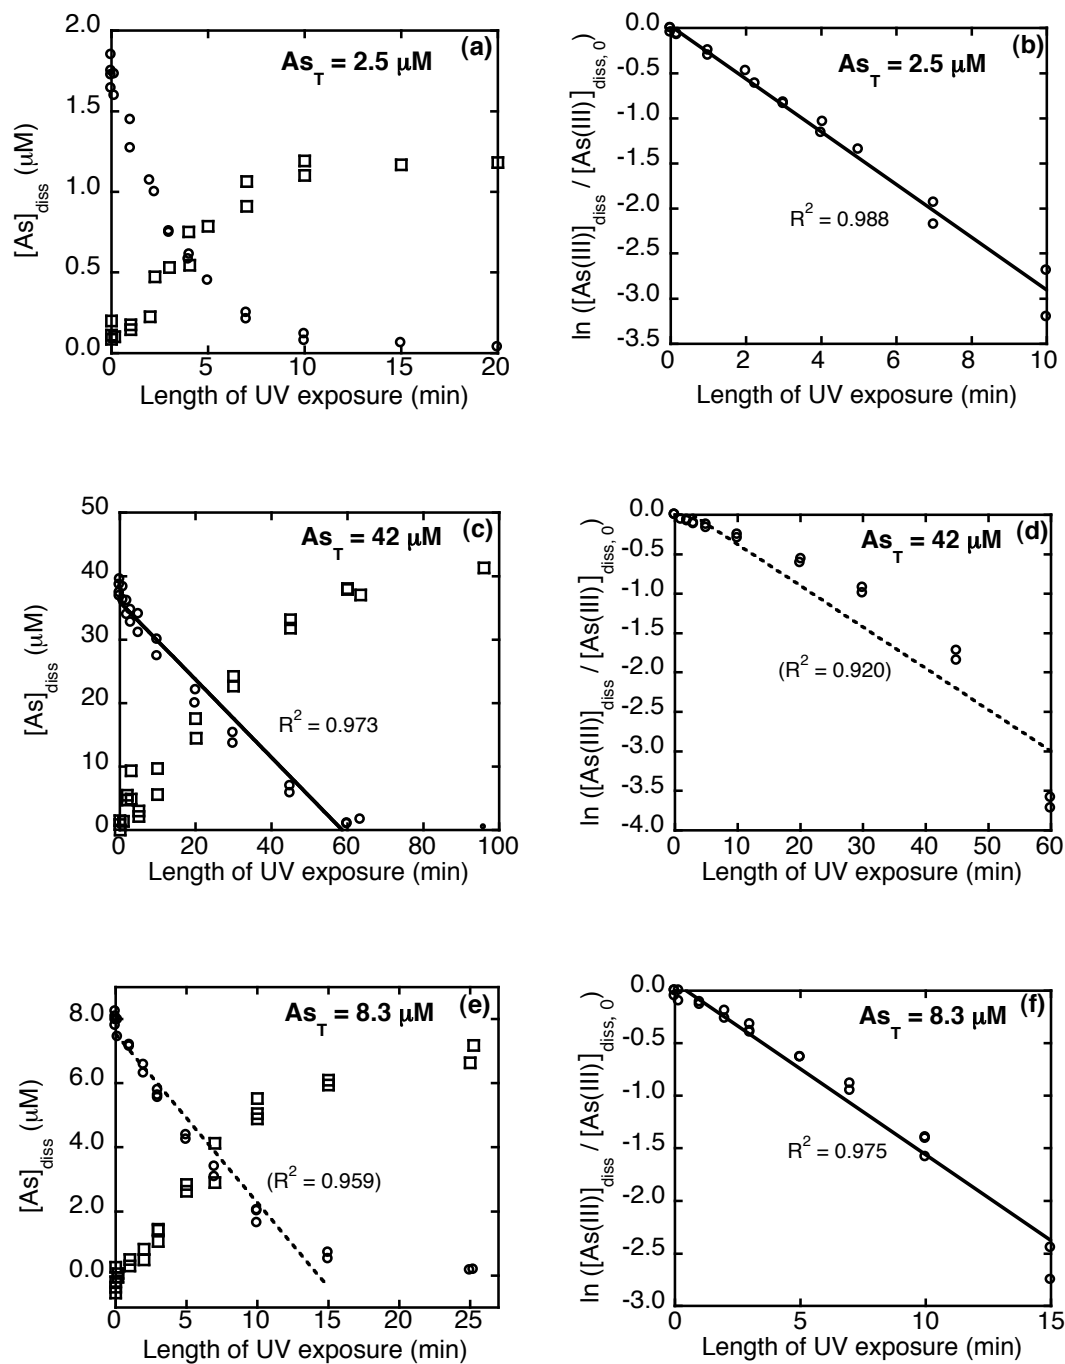 (a)
As_T = 2.5 μM
2.0
1.5
1.0
0.5
0.0
[As]_diss (μM)
0 5 10 15 20
Length of UV exposure (min)
(b)
As_T = 2.5 μM
0.0
-0.5
-1.0
-1.5
-2.0
-2.5
-3.0
-3.5
ln ([As(III)]_diss / [As(III)]_diss, 0)
R² = 0.988
0 2 4 6 8 10
Length of UV exposure (min)
(c)
As_T = 42 μM
50
40
30
20
10
0
[As]_diss (μM)
R² = 0.973
0 20 40 60 80 100
Length of UV exposure (min)
(d)
As_T = 42 μM
0.0
-0.5
-1.0
-1.5
-2.0
-2.5
-3.0
-3.5
-4.0
ln ([As(III)]_diss / [As(III)]_diss, 0)
(R² = 0.920)
0 10 20 30 40 50 60
Length of UV exposure (min)
(e)
As_T = 8.3 μM
8.0
6.0
4.0
2.0
0.0
[As]_diss (μM)
(R² = 0.959)
0 5 10 15 20 25
Length of UV exposure (min)
(f)
As_T = 8.3 μM
0.0
-0.5
-1.0
-1.5
-2.0
-2.5
-3.0
ln ([As(III)]_diss / [As(III)]_diss, 0)
R² = 0.975
0 5 10 15
Length of UV exposure (min)